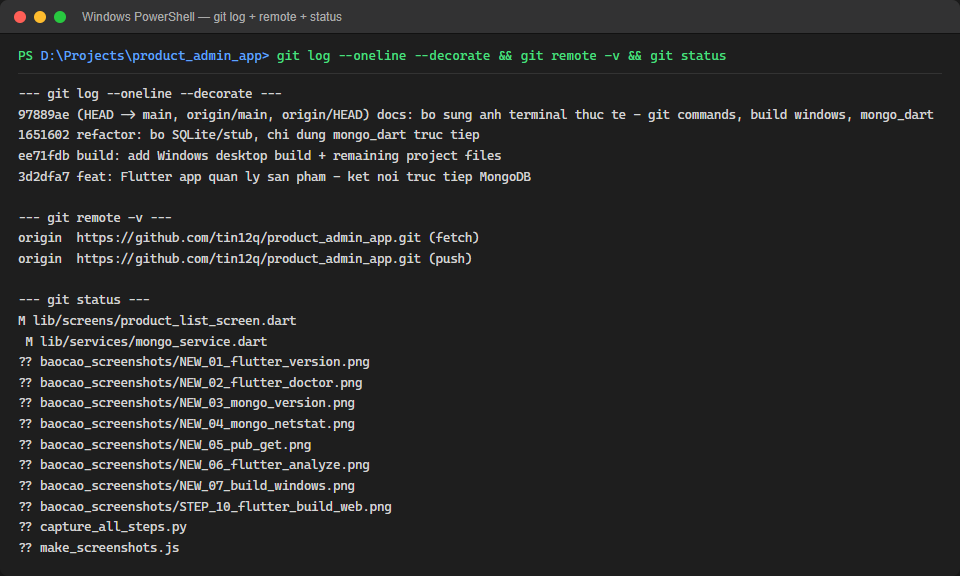 Windows PowerShell — git log + remote + status
PS D:\Projects\product_admin_app> git log --oneline --decorate && git remote -v && git status
--- git log --oneline --decorate ---
97889ae (HEAD -> main, origin/main, origin/HEAD) docs: bo sung anh terminal thuc te - git commands, build windows, mongo_dart
1651602 refactor: bo SQLite/stub, chi dung mongo_dart truc tiep
ee71fdb build: add Windows desktop build + remaining project files
3d2dfa7 feat: Flutter app quan ly san pham - ket noi truc tiep MongoDB
--- git remote -v ---
origin  https://github.com/tin12q/product_admin_app.git (fetch)
origin  https://github.com/tin12q/product_admin_app.git (push)
--- git status ---
M lib/screens/product_list_screen.dart
 M lib/services/mongo_service.dart
?? baocao_screenshots/NEW_01_flutter_version.png
?? baocao_screenshots/NEW_02_flutter_doctor.png
?? baocao_screenshots/NEW_03_mongo_version.png
?? baocao_screenshots/NEW_04_mongo_netstat.png
?? baocao_screenshots/NEW_05_pub_get.png
?? baocao_screenshots/NEW_06_flutter_analyze.png
?? baocao_screenshots/NEW_07_build_windows.png
?? baocao_screenshots/STEP_10_flutter_build_web.png
?? capture_all_steps.py
?? make_screenshots.js